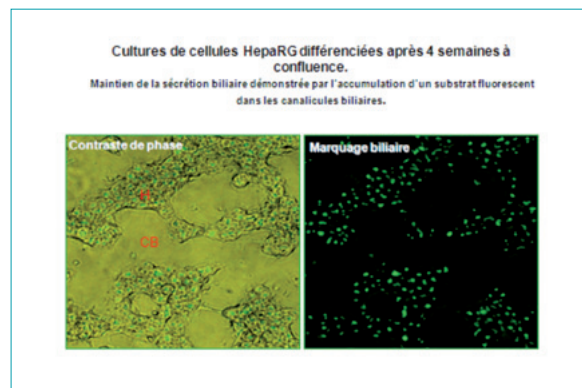 Cultures de cellules HepaRG différenciées après 4 semaines à
confluence.
Maintien de la sécrétion biliaire démontrée par l'accumulation d'un substrat fluorescent
dans les canalicules biliaires.
Contraste de phase
Marquage biliaire
H
CB